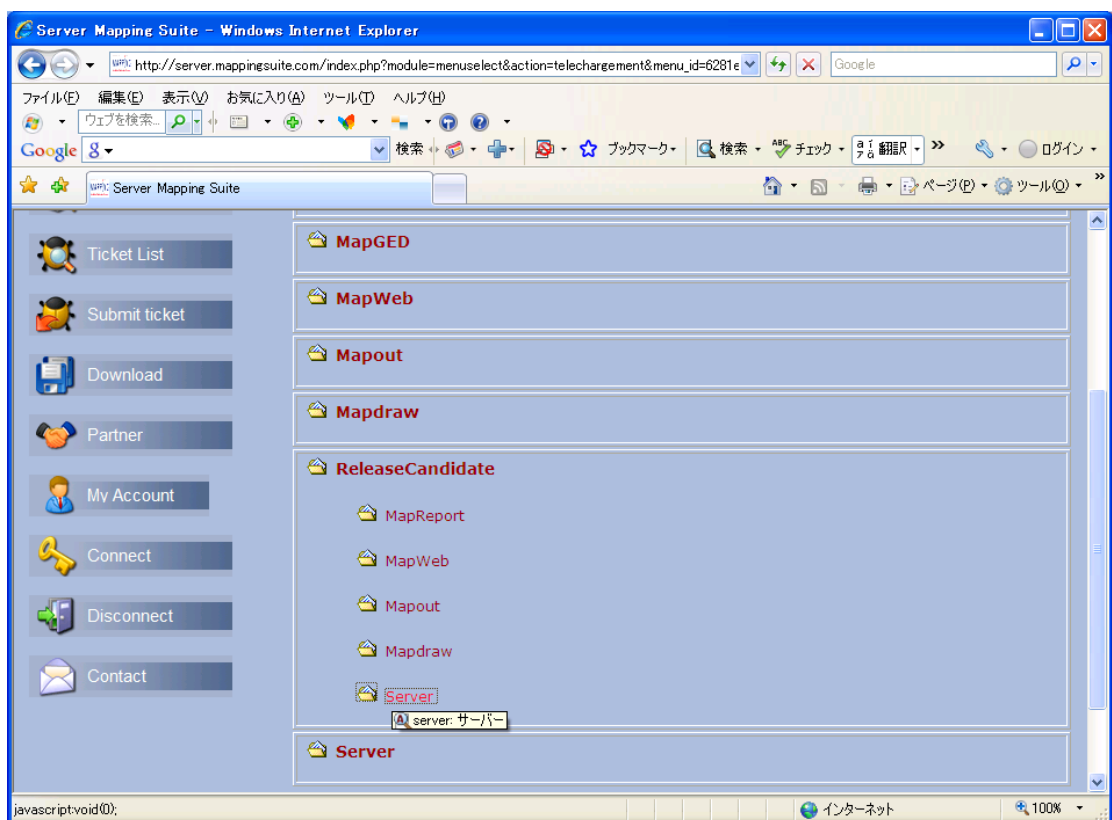 Server Mapping Suite - Windows Internet Explorer
http://server.mappingsuite.com/index.php?module=menuselect&action=telechargement&menu_id=6281e
Google
ファイル(F) 編集(E) 表示(V) お気に入り(A) ツール(T) ヘルプ(H)
ウェブを検索...
Google 検索 ブックマーク 検索 チェック 翻訳 » ログイン
Server Mapping Suite ページ(P) ツール(O) »
Ticket List
Submit ticket
Download
Partner
My Account
Connect
Disconnect
Contact
MapGED
MapWeb
Mapout
Mapdraw
ReleaseCandidate
MapReport
MapWeb
Mapout
Mapdraw
Server
server: サーバー
Server
javascript:void(0);
インターネット
100%